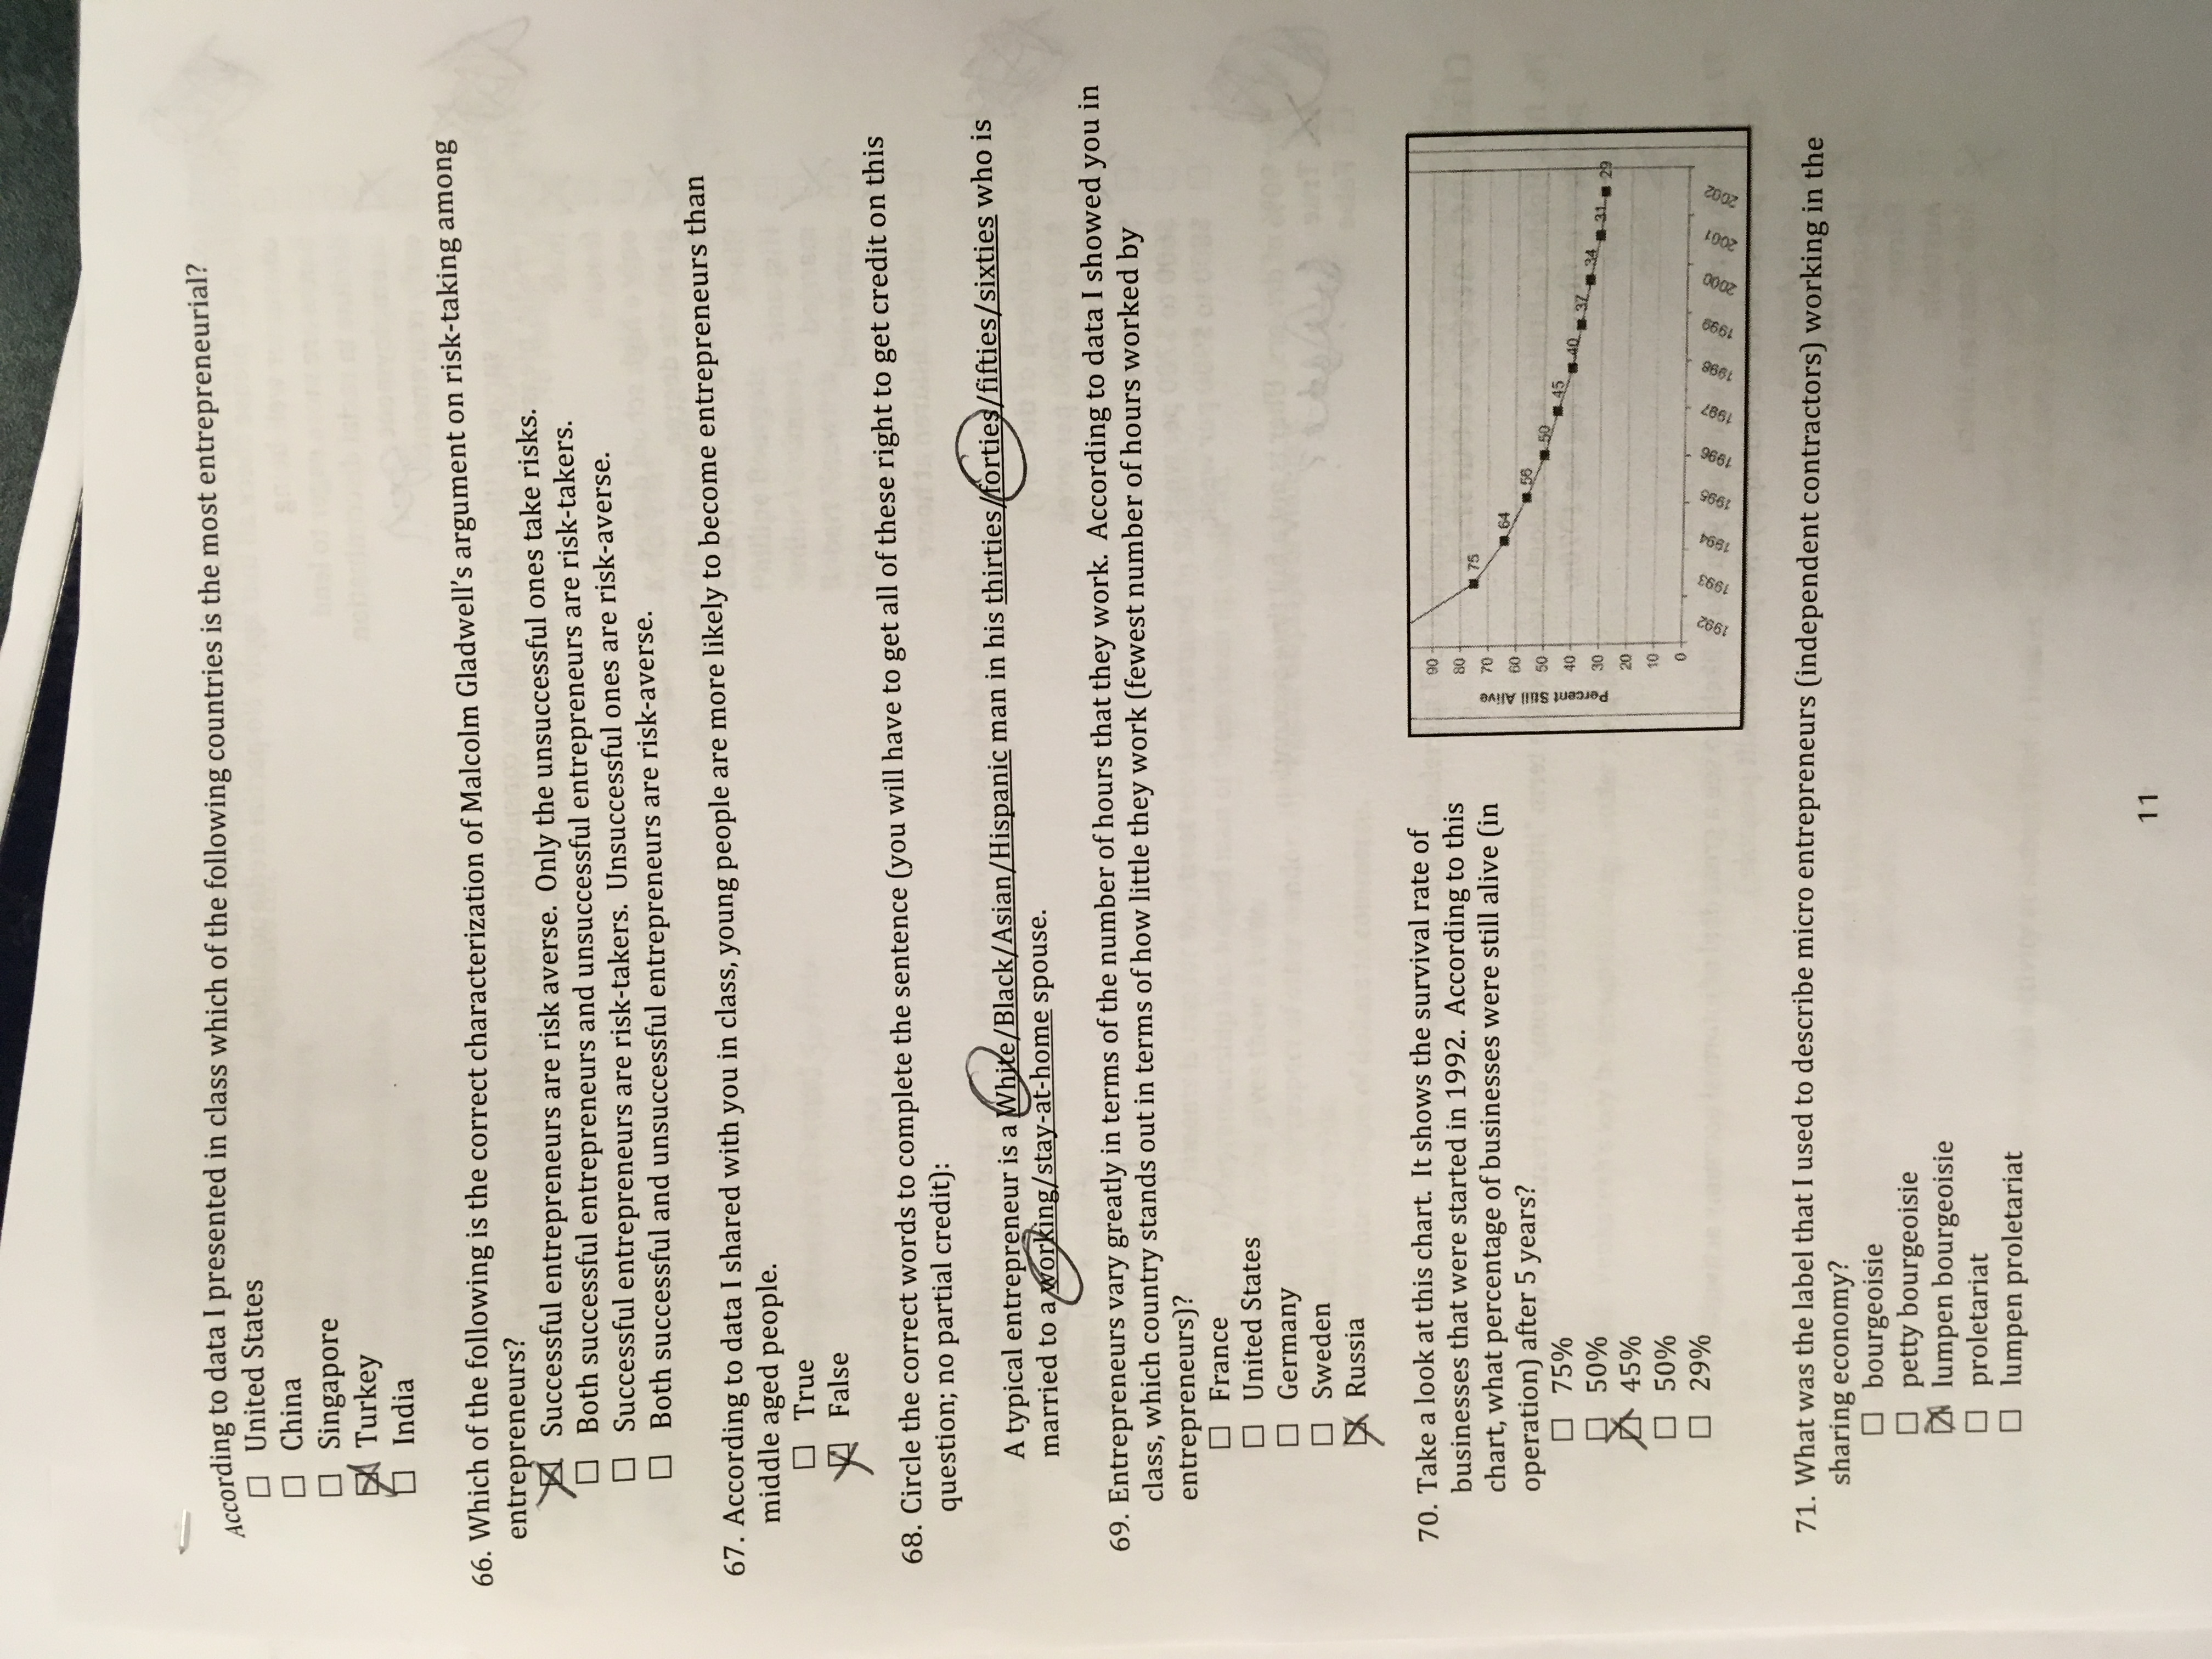 According to data I presented in class which of the following countries is the most entrepreneurial?
United States
China
Singapore
Turkey
India
66. Which of the following is the correct characterization of Malcolm Gladwell's argument on risk-taking among
entrepreneurs?
Successful entrepreneurs are risk averse. Only the unsuccessful ones take risks.
Both successful entrepreneurs and unsuccessful entrepreneurs are risk-takers.
Successful entrepreneurs are risk-takers. Unsuccessful ones are risk-averse.
Both successful and unsuccessful entrepreneurs are risk-averse.
67. According to data I shared with you in class, young people are more likely to become entrepreneurs than
middle aged people.
True
False
68. Circle the correct words to complete the sentence (you will have to get all of these right to get credit on this
question; no partial credit):
A typical entrepreneur is a White/Black/Asian/Hispanic man in his thirties/forties/fifties/sixties who is
married to a working/stay-at-home spouse.
69. Entrepreneurs vary greatly in terms of the number of hours that they work. According to data I showed you in
class, which country stands out in terms of how little they work (fewest number of hours worked by
entrepreneurs)?
France
United States
Germany
Sweden
Russia
70. Take a look at this chart. It shows the survival rate of
businesses that were started in 1992. According to this
chart, what percentage of businesses were still alive (in
operation) after 5 years?
75%
50%
45%
50%
29%
Percent Still Alive
90
80
70
60
50
40
30
20
10
0
75
64
56
50
45
40
37
34
31
29
1992
1993
1994
1995
1996
1997
1998
1999
2000
2001
2002
71. What was the label that I used to describe micro entrepreneurs (independent contractors) working in the
sharing economy?
bourgeoisie
petty bourgeoisie
lumpen bourgeoisie
proletariat
lumpen proletariat
11